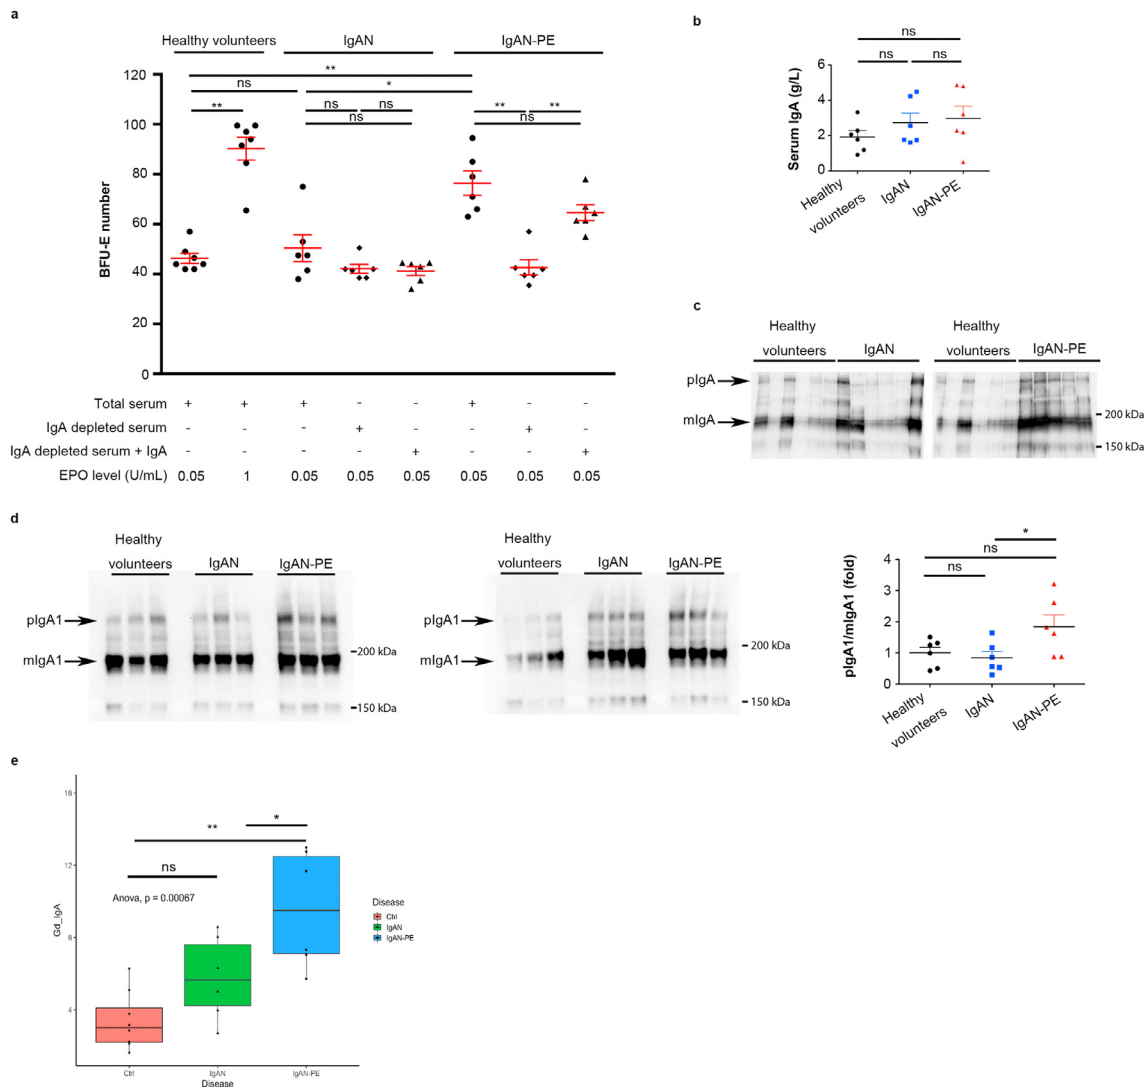 a
Healthy volunteers IgAN IgAN-PE
**
ns *
** ns ns ** **
ns ns
120
100
80
60
40
20
0
BFU-E number
Total serum + + + - - + - -
IgA depleted serum - - - + - - + -
IgA depleted serum + IgA - - - - + - - +
EPO level (U/mL) 0.05 1 0.05 0.05 0.05 0.05 0.05 0.05
b
ns
ns ns
6
4
2
0
Serum IgA (g/L)
Healthy volunteers
IgAN
IgAN-PE
c
Healthy volunteers IgAN
Healthy volunteers IgAN-PE
pIgA
mIgA
200 kDa
150 kDa
d
Healthy volunteers IgAN IgAN-PE
pIgA1
mIgA1
200 kDa
150 kDa
Healthy volunteers IgAN IgAN-PE
pIgA1
mIgA1
200 kDa
150 kDa
*
ns
ns
4
3
2
1
0
pIgA1/mIgA1 (fold)
Healthy volunteers
IgAN
IgAN-PE
e
16
12
8
4
Gd_IgA
** *
ns
Anova, p = 0.00067
Disease
Ctrl
IgAN
IgAN-PE
Ctrl IgAN IgAN-PE
Disease